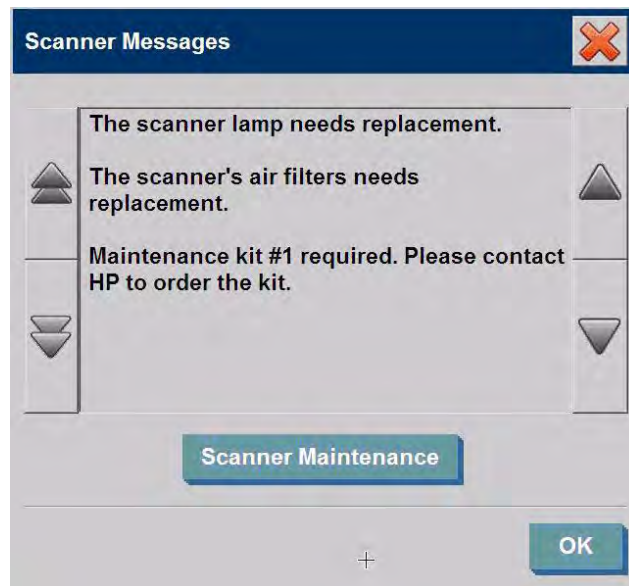 Scanner Messages
The scanner lamp needs replacement.
The scanner's air filters needs
replacement.
Maintenance kit #1 required. Please contact
HP to order the kit.
Scanner Maintenance
OK